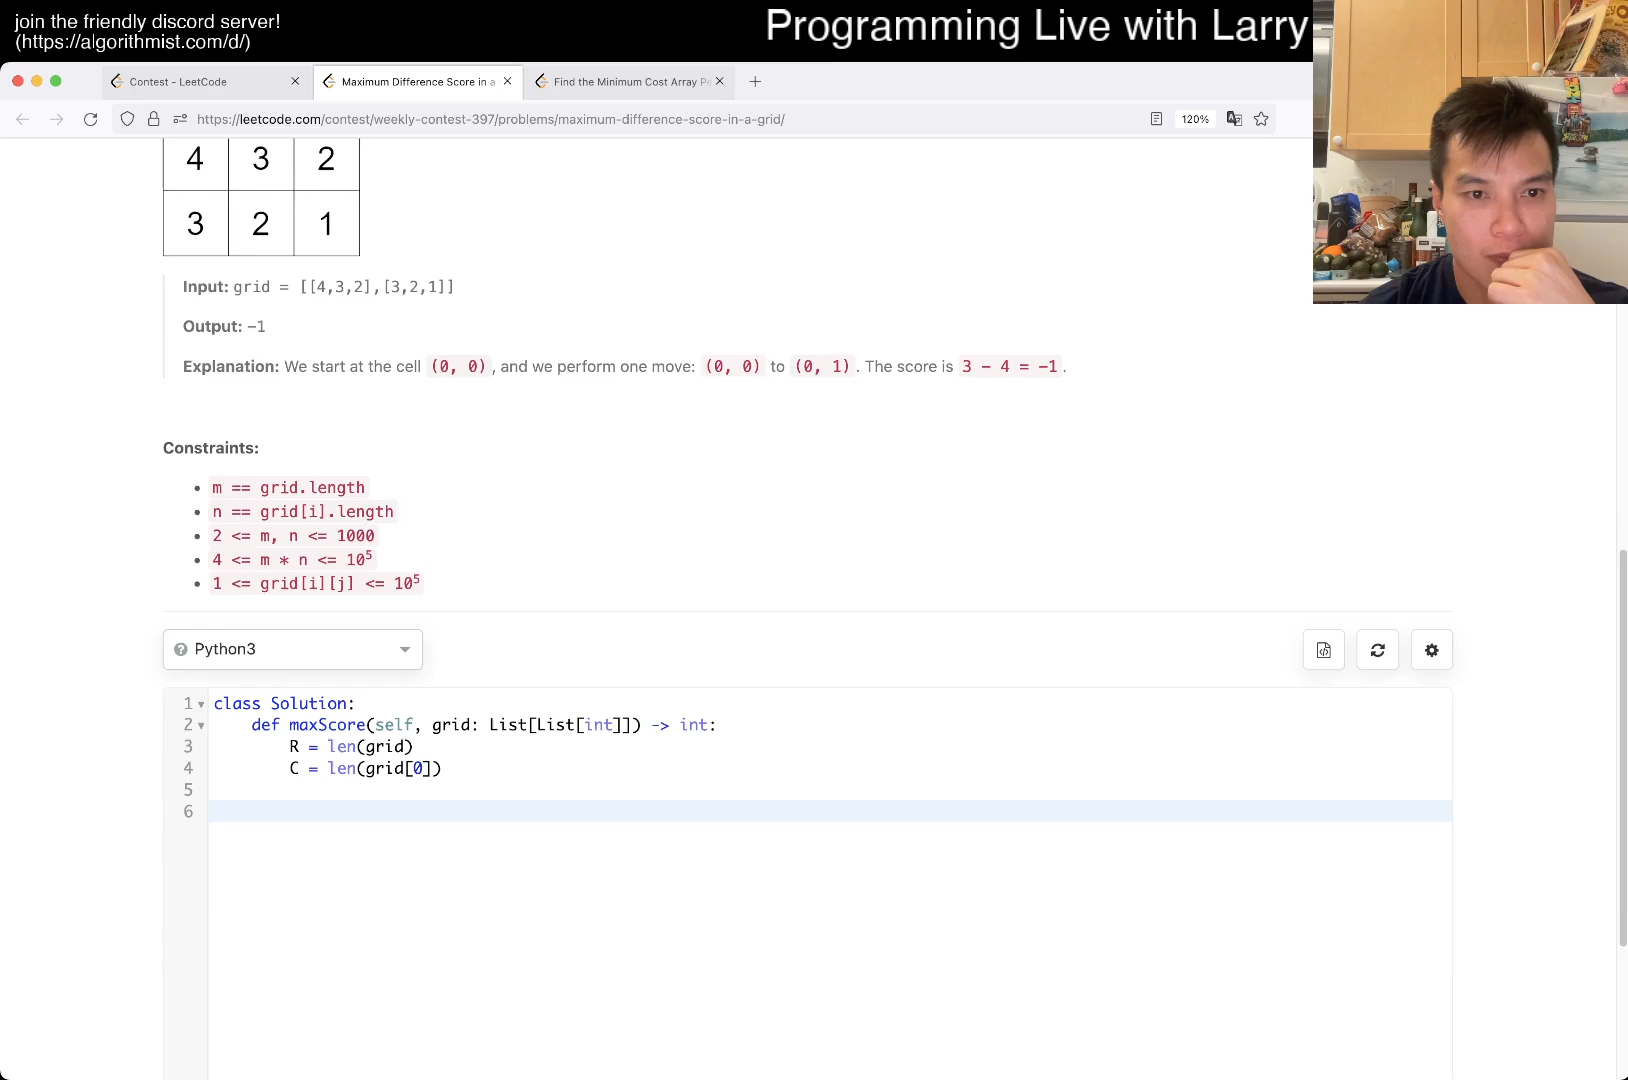 join the friendly discord server!
(https://algorithmist.com/d/)
Programming Live with Larry
Contest - LeetCode
Maximum Difference Score in a
Find the Minimum Cost Array Pe
https://leetcode.com/contest/weekly-contest-397/problems/maximum-difference-score-in-a-grid/
120%
4 3 2
3 2 1
Input: grid = [[4,3,2],[3,2,1]]
Output: -1
Explanation: We start at the cell (0, 0), and we perform one move: (0, 0) to (0, 1). The score is 3 - 4 = -1.
Constraints:
m == grid.length
n == grid[i].length
2 <= m, n <= 1000
4 <= m * n <= 10^5
1 <= grid[i][j] <= 10^5
Python3
1 class Solution:
2 def maxScore(self, grid: List[List[int]]) -> int:
3 R = len(grid)
4 C = len(grid[0])
5
6